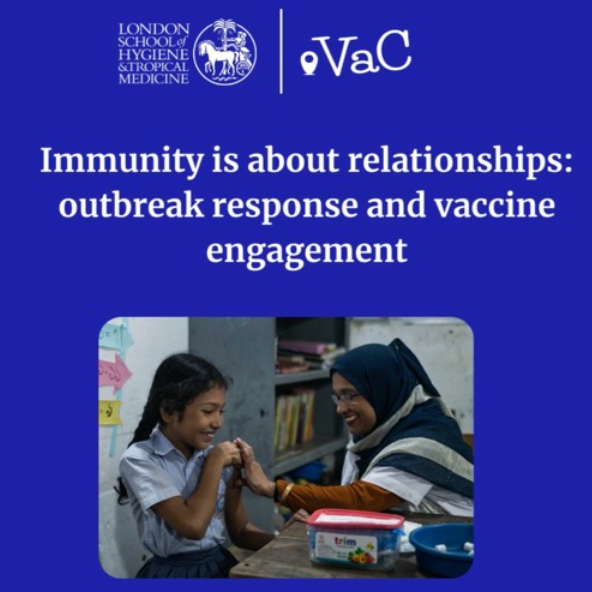 LONDON
SCHOOL of
HYGIENE
& TROPICAL
MEDICINE
VaC
Immunity is about relationships:
outbreak response and vaccine
engagement
trim